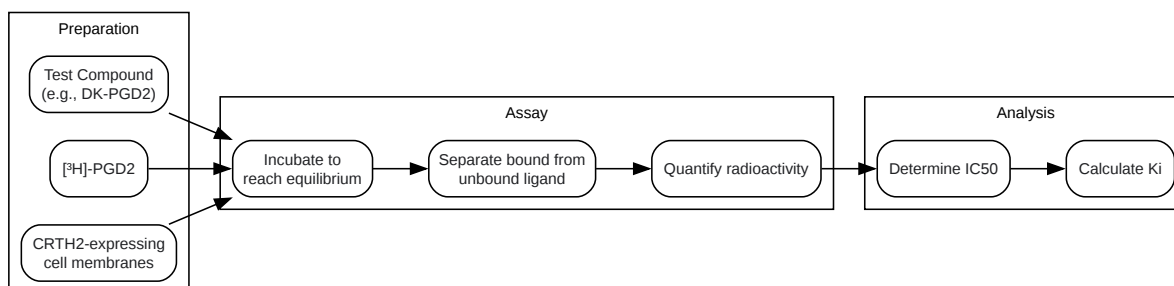 Preparation
Test Compound
(e.g., DK-PGD2)
[³H]-PGD2
CRTH2-expressing
cell membranes
Assay
Incubate to
reach equilibrium
Separate bound from
unbound ligand
Quantify radioactivity
Analysis
Determine IC50
Calculate Ki